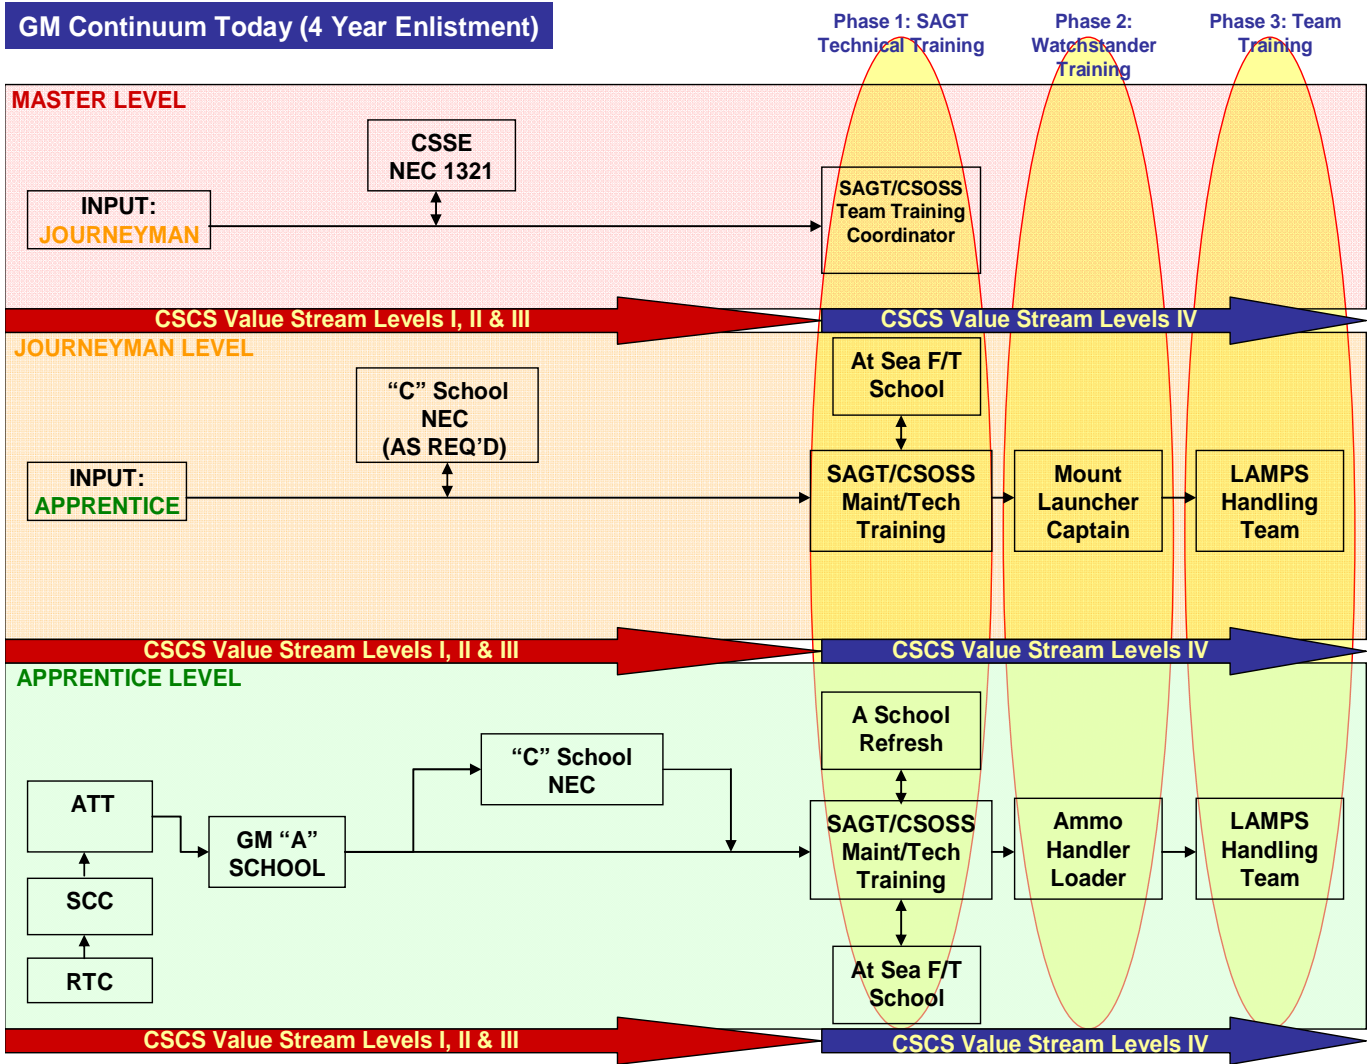 GM Continuum Today (4 Year Enlistment)
Phase 1: SAGT
Technical Training
Phase 2:
Watchstander
Training
Phase 3: Team
Training
MASTER LEVEL
CSSE
NEC 1321
INPUT:
JOURNEYMAN
SAGT/CSOSS
Team Training
Coordinator
CSCS Value Stream Levels I, II & III
CSCS Value Stream Levels IV
JOURNEYMAN LEVEL
At Sea F/T
School
“C” School
NEC
(AS REQ’D)
INPUT:
APPRENTICE
SAGT/CSOSS
Maint/Tech
Training
Mount
Launcher
Captain
LAMPS
Handling
Team
CSCS Value Stream Levels I, II & III
CSCS Value Stream Levels IV
APPRENTICE LEVEL
A School
Refresh
“C” School
NEC
ATT
GM “A”
SCHOOL
SAGT/CSOSS
Maint/Tech
Training
Ammo
Handler
Loader
LAMPS
Handling
Team
SCC
RTC
At Sea F/T
School
CSCS Value Stream Levels I, II & III
CSCS Value Stream Levels IV